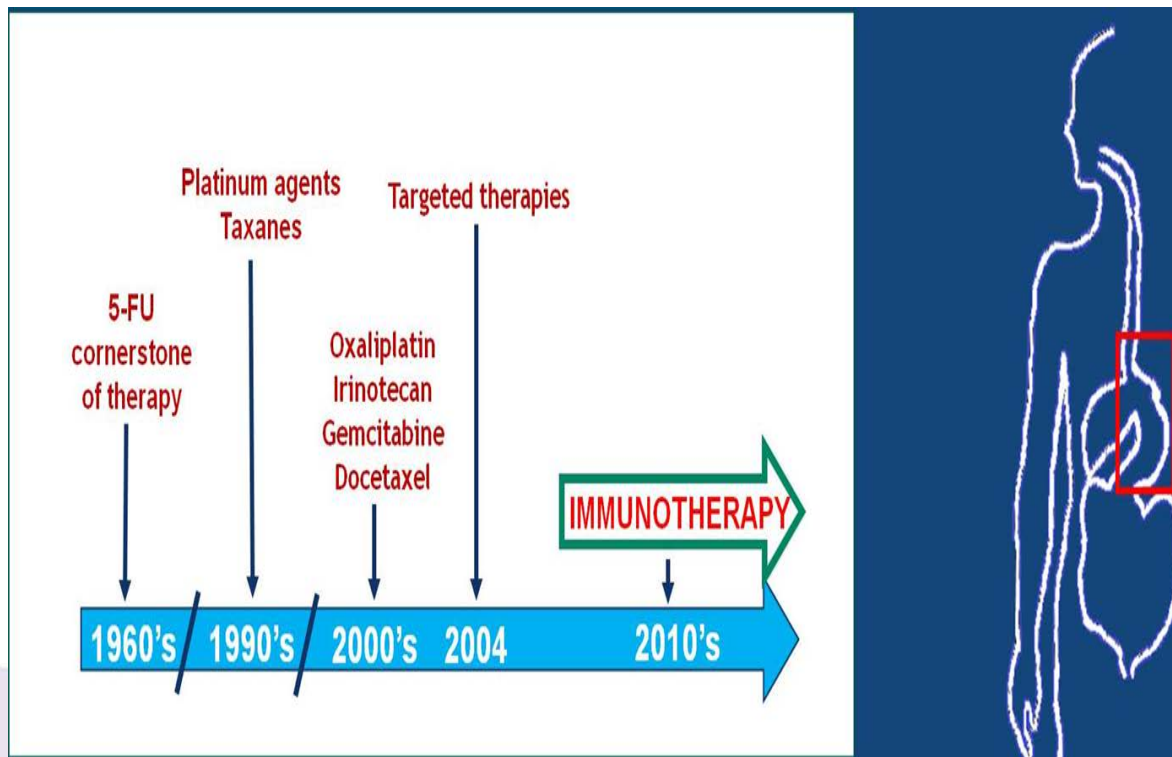 Platinum agents
Taxanes
Targeted therapies
5-FU
cornerstone
of therapy
Oxaliplatin
Irinotecan
Gemcitabine
Docetaxel
IMMUNOTHERAPY
1960's
1990's
2000's
2004
2010's